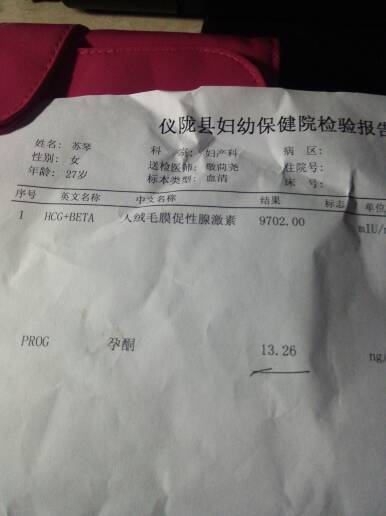 仪陇县妇幼保健院检验报告
姓名: 苏琴 科 室: 妇产科 病 区:
性别: 女 送检医师: 敬尚尧 住院号:
年龄: 27岁 标本类型: 血清 床 号:
序号 英文名称 中文名称 结果 标志 单位
1 HCG+BETA 人绒毛膜促性腺激素 9702.00 mIU/
PROG 孕酮 13.26 ng/